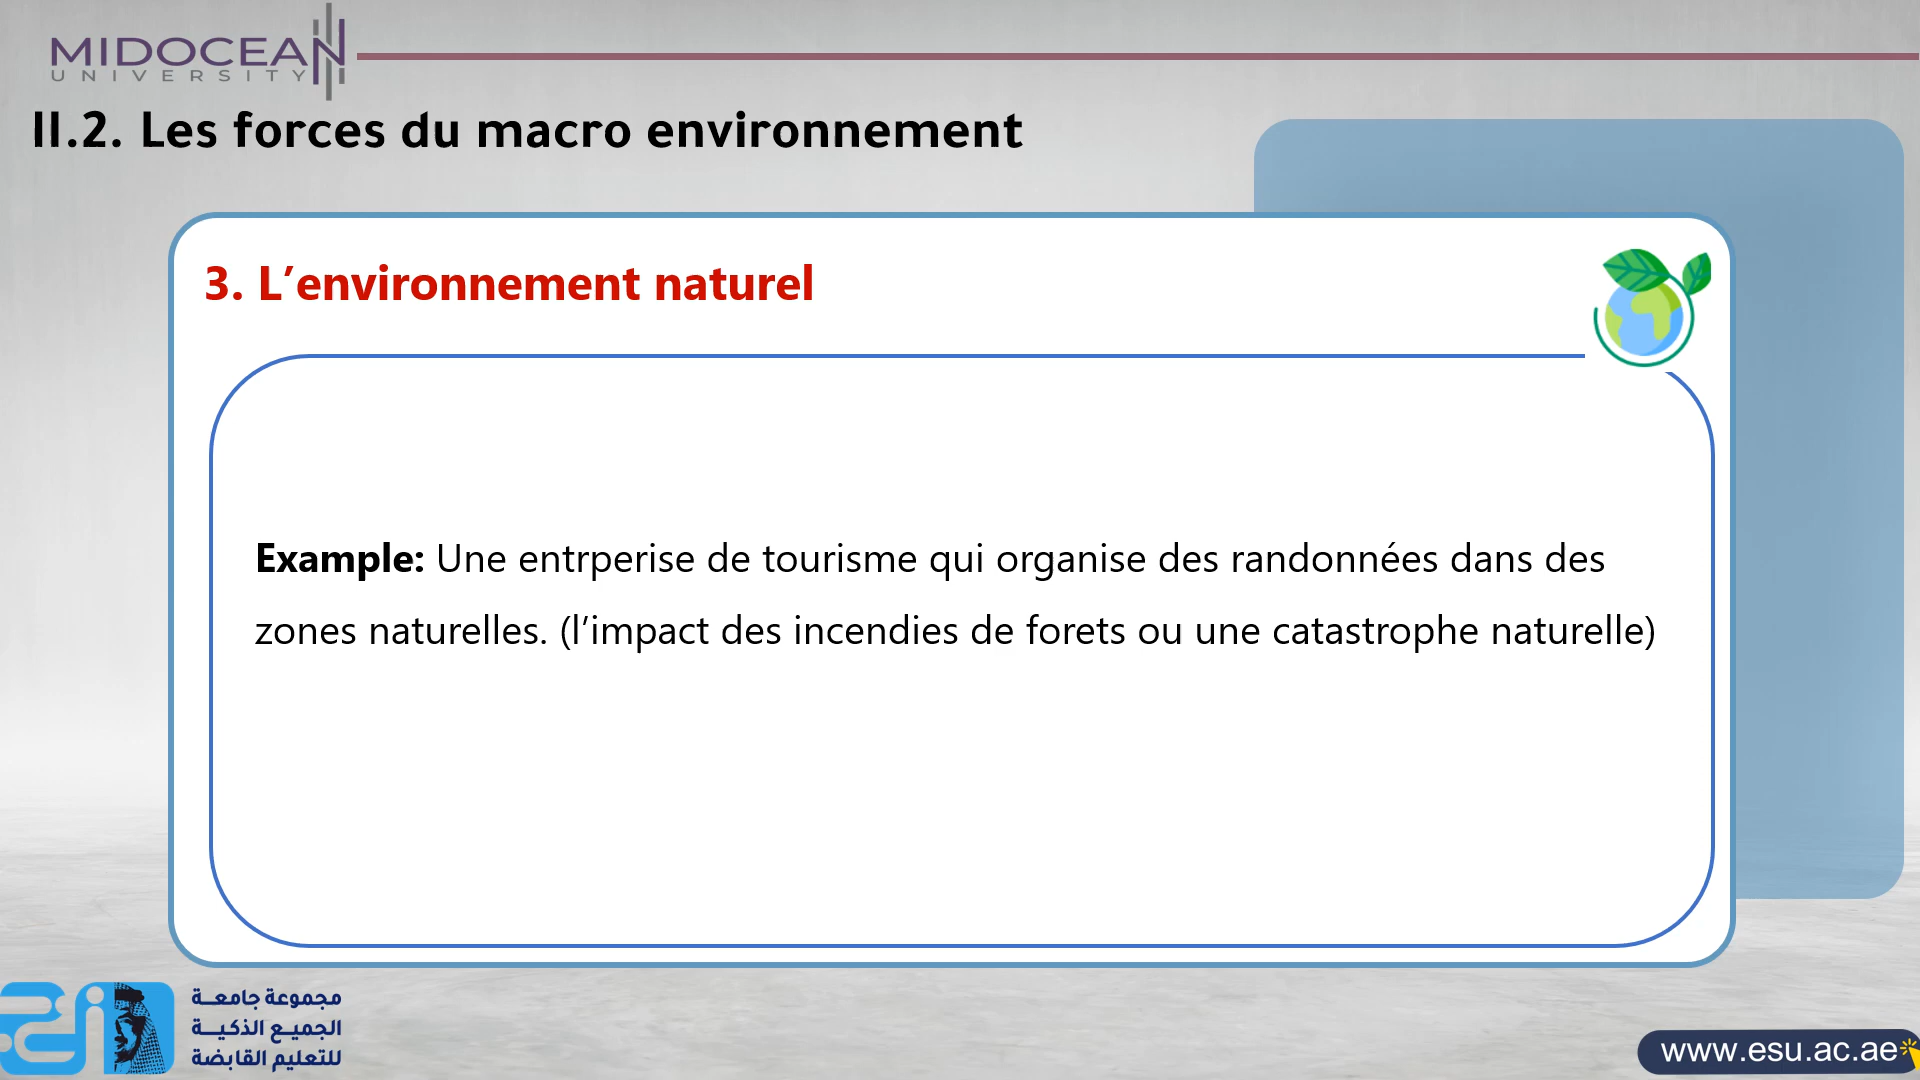 MIDOCEAN
UNIVERSITY
II.2. Les forces du macro environnement
3. L’environnement naturel
Example: Une entrperise de tourisme qui organise des randonnées dans des
zones naturelles. (l’impact des incendies de forets ou une catastrophe naturelle)
مجموعة جامعة
الجميع الذكية
للتعليم القابضة
www.esu.ac.ae